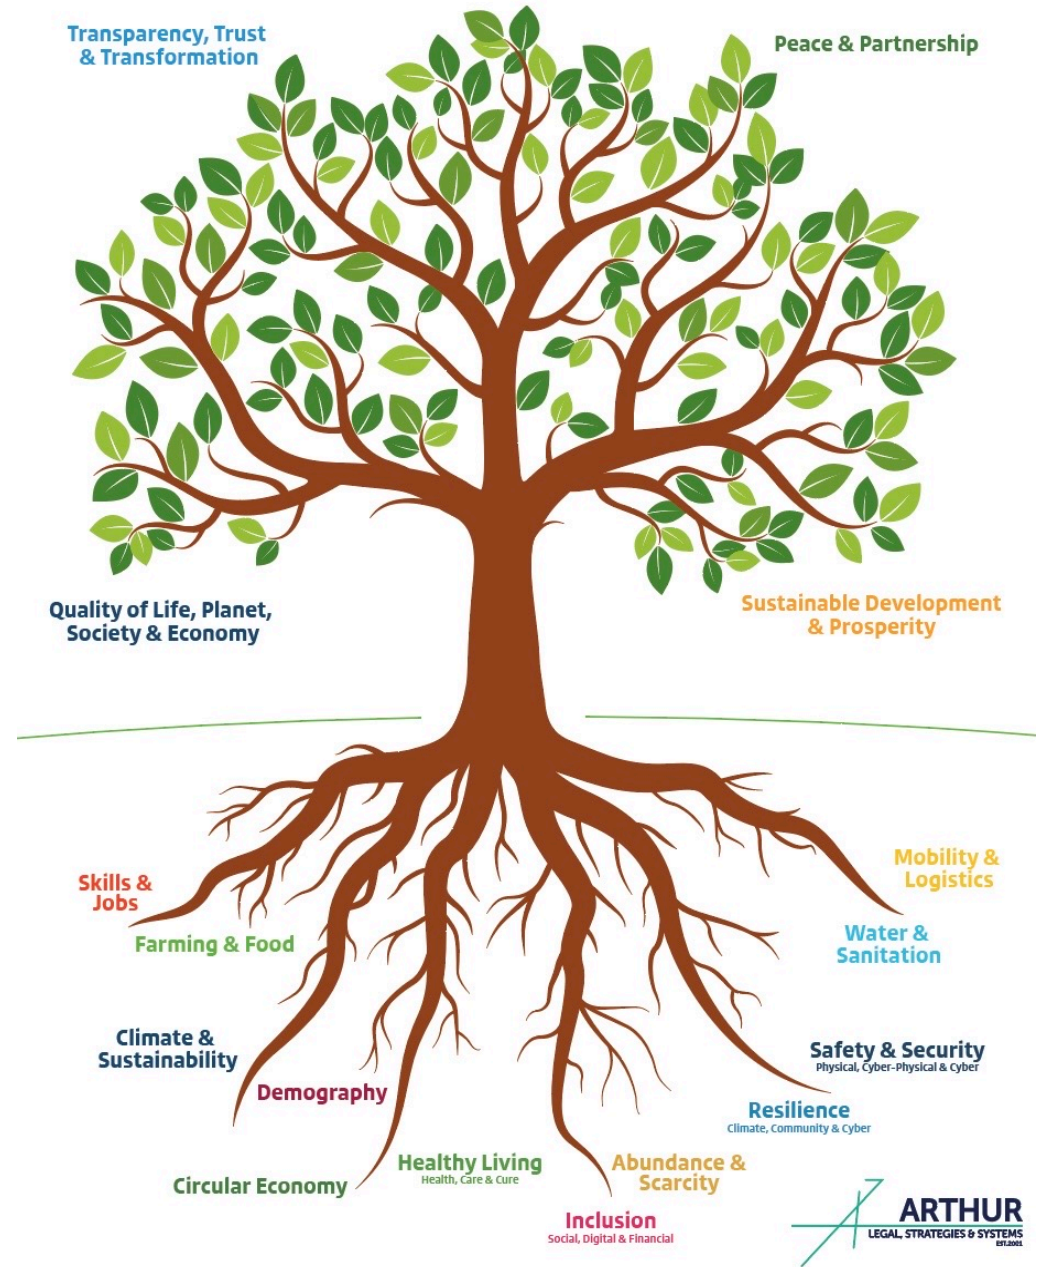 Transparency, Trust
& Transformation
Peace & Partnership
Quality of Life, Planet,
Society & Economy
Sustainable Development
& Prosperity
Skills &
Jobs
Farming & Food
Climate &
Sustainability
Demography
Circular Economy
Healthy Living
Health, Care & Cure
Inclusion
Social, Digital & Financial
Abundance &
Scarcity
Resilience
Climate, Community & Cyber
Safety & Security
Physical, Cyber-Physical & Cyber
Water &
Sanitation
Mobility &
Logistics
ARTHUR
LEGAL, STRATEGIES & SYSTEMS
EST.2001